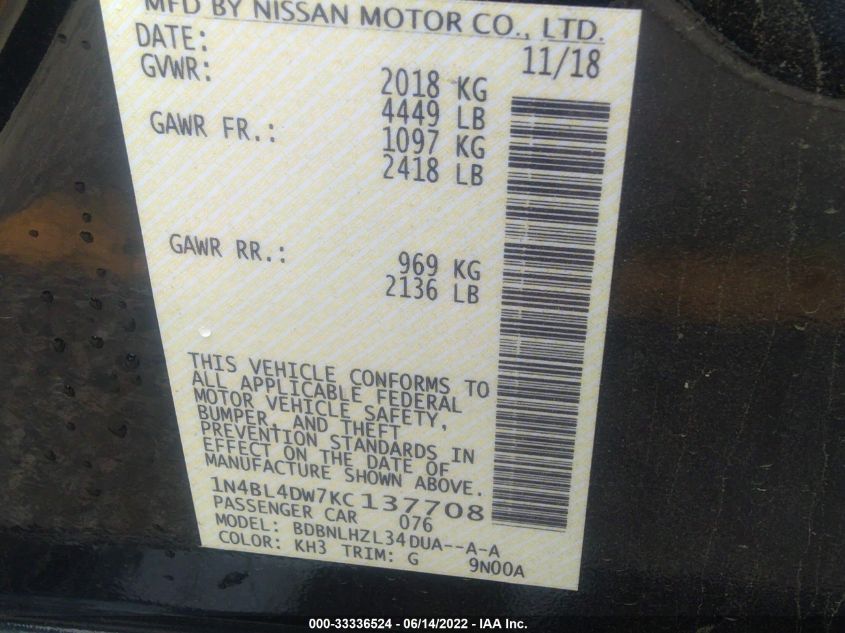 MFD BY NISSAN MOTOR CO., LTD.
DATE: 11/18
GVWR: 2018 KG
4449 LB
GAWR FR.: 1097 KG
2418 LB
GAWR RR.: 969 KG
2136 LB
THIS VEHICLE CONFORMS TO
ALL APPLICABLE FEDERAL
MOTOR VEHICLE SAFETY,
BUMPER, AND THEFT
PREVENTION STANDARDS IN
EFFECT ON THE DATE OF
MANUFACTURE SHOWN ABOVE.
1N4BL4DW7KC137708
PASSENGER CAR 076
MODEL: BDBNLHZL34DUA--A-A
COLOR: KH3 TRIM: G 9N00A
000-33336524 - 06/14/2022 - IAA Inc.